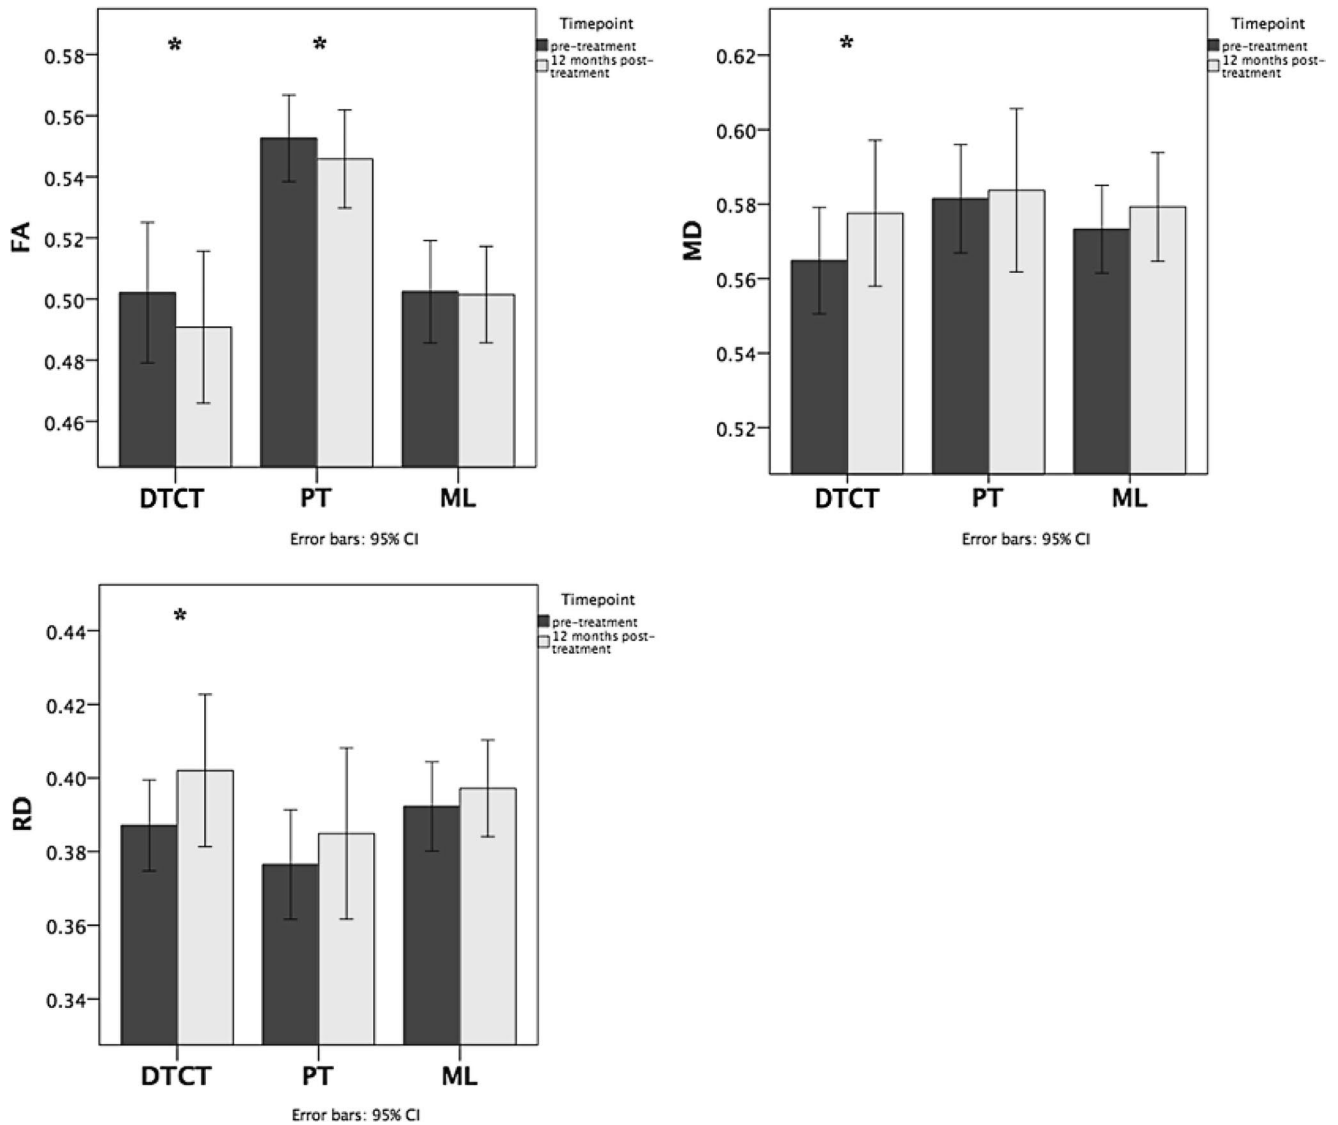 Timepoint
pre-treatment
12 months post-
treatment
*
*
0.58
0.56
0.54
0.52
0.50
0.48
0.46
FA
DTCT PT ML
Error bars: 95% CI
Timepoint
pre-treatment
12 months post-
treatment
*
0.62
0.60
0.58
0.56
0.54
0.52
MD
DTCT PT ML
Error bars: 95% CI
Timepoint
pre-treatment
12 months post-
treatment
*
0.44
0.42
0.40
0.38
0.36
0.34
RD
DTCT PT ML
Error bars: 95% CI